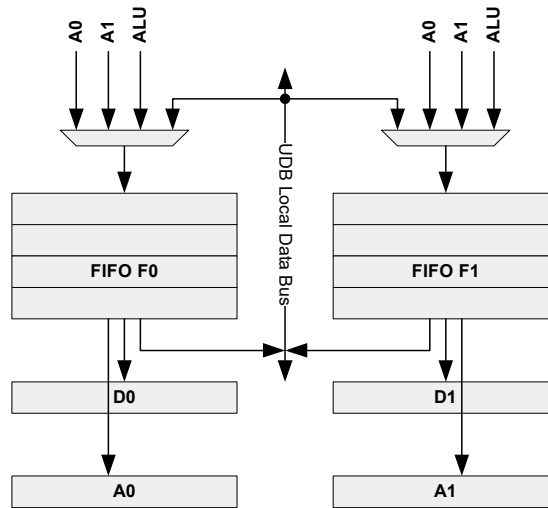 A0
A1
ALU
A0
A1
ALU
UDB Local Data Bus
FIFO F0
FIFO F1
D0
D1
A0
A1